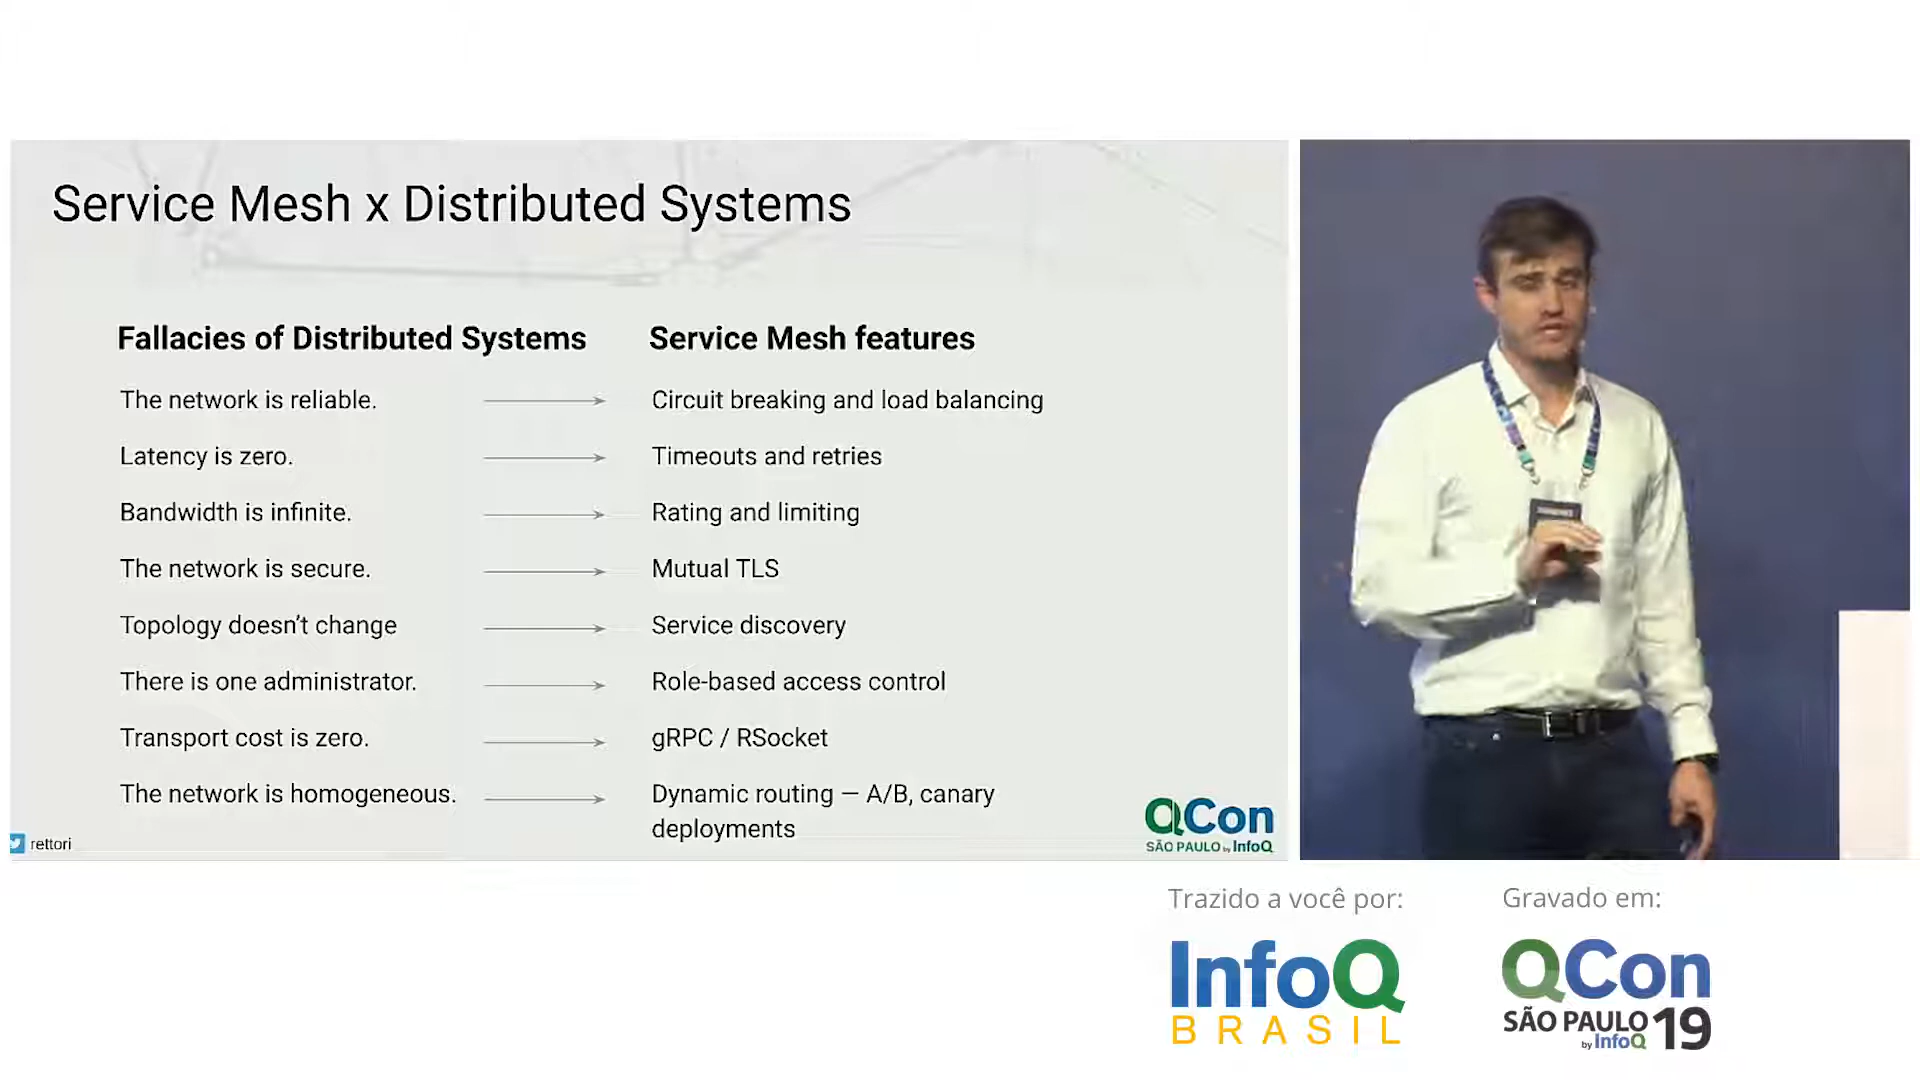 Service Mesh x Distributed Systems
Fallacies of Distributed Systems
Service Mesh features
The network is reliable.
Circuit breaking and load balancing
Latency is zero.
Timeouts and retries
Bandwidth is infinite.
Rating and limiting
The network is secure.
Mutual TLS
Topology doesn't change
Service discovery
There is one administrator.
Role-based access control
Transport cost is zero.
gRPC / RSocket
The network is homogeneous.
Dynamic routing — A/B, canary
deployments
rettori
QCon
SÃO PAULO by InfoQ
Trazido a você por:
InfoQ
BRASIL
Gravado em:
QCon
SÃO PAULO 19
by InfoQ